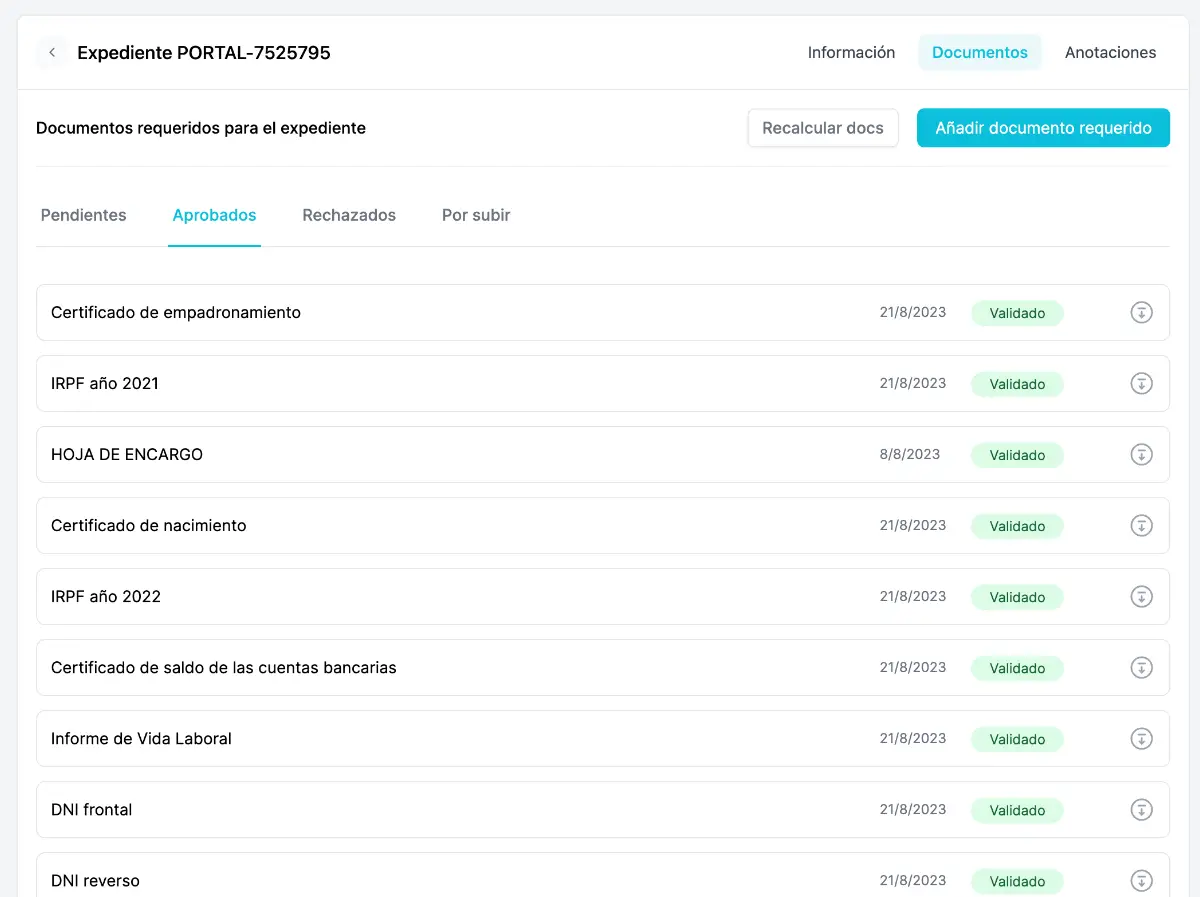 Expediente PORTAL-7525795
Información
Documentos
Anotaciones
Documentos requeridos para el expediente
Recalcular docs
Añadir documento requerido
Pendientes
Aprobados
Rechazados
Por subir
Certificado de empadronamiento 21/8/2023 Validado
IRPF año 2021 21/8/2023 Validado
HOJA DE ENCARGO 8/8/2023 Validado
Certificado de nacimiento 21/8/2023 Validado
IRPF año 2022 21/8/2023 Validado
Certificado de saldo de las cuentas bancarias 21/8/2023 Validado
Informe de Vida Laboral 21/8/2023 Validado
DNI frontal 21/8/2023 Validado
DNI reverso 21/8/2023 Validado